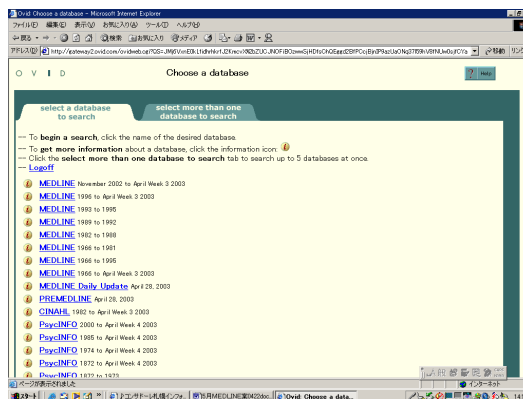 Ovid: Choose a database - Microsoft Internet Explorer
ファイル(F) 編集(E) 表示(V) お気に入り(A) ツール(T) ヘルプ(H)
戻る 検索 お気に入り メディア
アドレス(D) 移動 リンク
O V I D Choose a database Help
select a database to search
select more than one database to search
-- To begin a search, click the name of the desired database.
-- To get more information about a database, click the information icon:
-- Click the select more than one database to search tab to search up to 5 databases at once.
-- Logoff
MEDLINE November 2002 to April Week 3 2003
MEDLINE 1996 to April Week 3 2003
MEDLINE 1993 to 1995
MEDLINE 1989 to 1992
MEDLINE 1982 to 1988
MEDLINE 1966 to 1981
MEDLINE 1966 to 1995
MEDLINE 1966 to April Week 3 2003
MEDLINE Daily Update April 28, 2003
PREMEDLINE April 28, 2003
CINAHL 1982 to April Week 3 2003
PsycINFO 2000 to April Week 4 2003
PsycINFO 1985 to April Week 4 2003
PsycINFO 1974 to April Week 4 2003
PsycINFO 1872 to April Week 4 2003
PsycINFO 1872 to 1973
ページが表示されました インターネット
スタート Ovid: Choose a data...